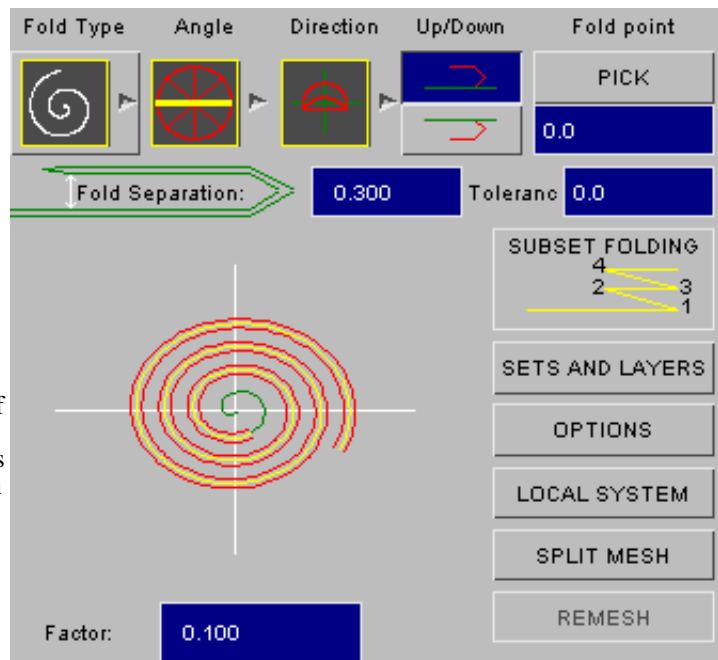 Fold Type Angle Direction Up/Down Fold point
PICK
0.0
Fold Separation: 0.300 Toleranc 0.0
SUBSET FOLDING
4
2 3
1
SETS AND LAYERS
f
OPTIONS
s
LOCAL SYSTEM
SPLIT MESH
REMESH
Factor: 0.100